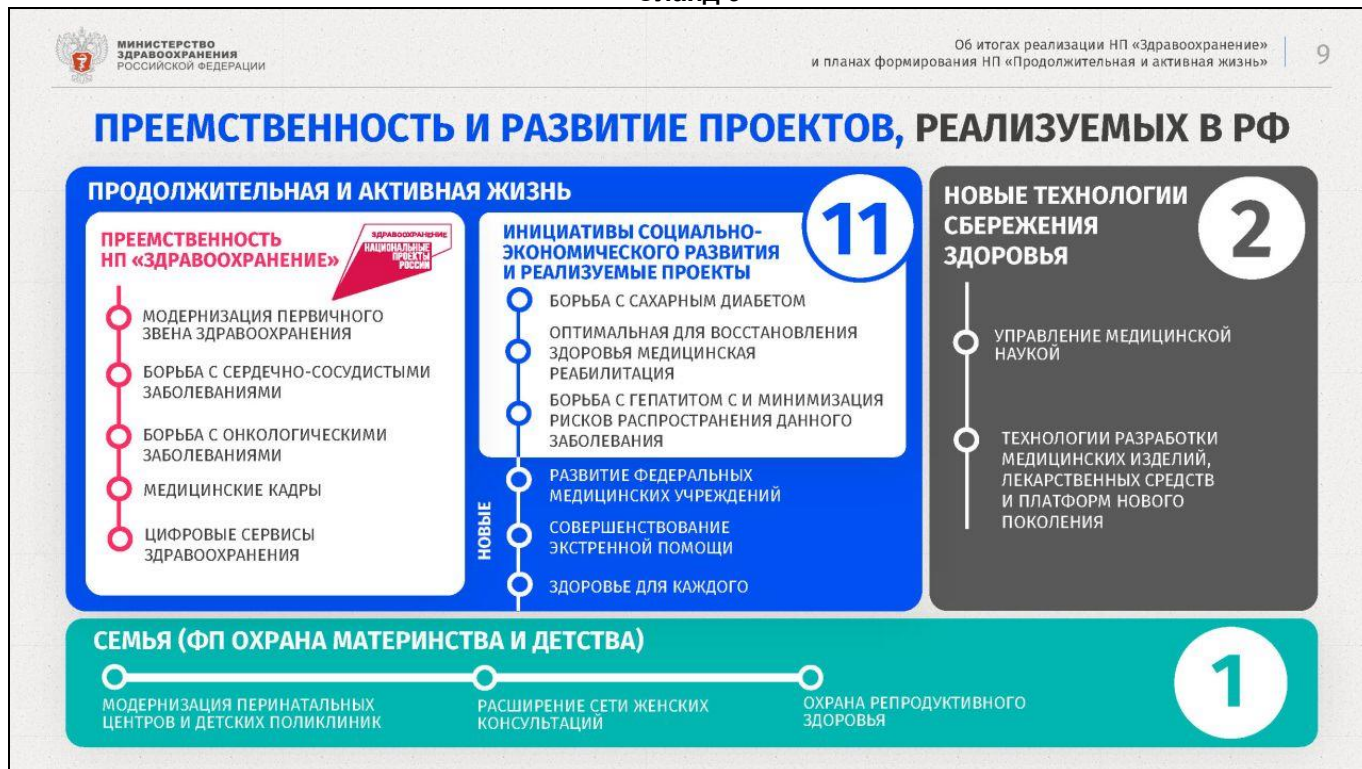 МИНИСТЕРСТВО
ЗДРАВООХРАНЕНИЯ
РОССИЙСКОЙ ФЕДЕРАЦИИ
Об итогах реализации НП «Здравоохранение»
и планах формирования НП «Продолжительная и активная жизнь»
9
ПРЕЕМСТВЕННОСТЬ И РАЗВИТИЕ ПРОЕКТОВ, РЕАЛИЗУЕМЫХ В РФ
ПРОДОЛЖИТЕЛЬНАЯ И АКТИВНАЯ ЖИЗНЬ
11
ПРЕЕМСТВЕННОСТЬ
НП «ЗДРАВООХРАНЕНИЕ»
ЗДРАВООХРАНЕНИЕ
НАЦИОНАЛЬНЫЕ
ПРОЕКТЫ
РОССИИ
МОДЕРНИЗАЦИЯ ПЕРВИЧНОГО
ЗВЕНА ЗДРАВООХРАНЕНИЯ
БОРЬБА С СЕРДЕЧНО-СОСУДИСТЫМИ
ЗАБОЛЕВАНИЯМИ
БОРЬБА С ОНКОЛОГИЧЕСКИМИ
ЗАБОЛЕВАНИЯМИ
МЕДИЦИНСКИЕ КАДРЫ
ЦИФРОВЫЕ СЕРВИСЫ
ЗДРАВООХРАНЕНИЯ
ИНИЦИАТИВЫ СОЦИАЛЬНО-
ЭКОНОМИЧЕСКОГО РАЗВИТИЯ
И РЕАЛИЗУЕМЫЕ ПРОЕКТЫ
БОРЬБА С САХАРНЫМ ДИАБЕТОМ
ОПТИМАЛЬНАЯ ДЛЯ ВОССТАНОВЛЕНИЯ
ЗДОРОВЬЯ МЕДИЦИНСКАЯ
РЕАБИЛИТАЦИЯ
БОРЬБА С ГЕПАТИТОМ С И МИНИМИЗАЦИЯ
РИСКОВ РАСПРОСТРАНЕНИЯ ДАННОГО
ЗАБОЛЕВАНИЯ
НОВЫЕ
РАЗВИТИЕ ФЕДЕРАЛЬНЫХ
МЕДИЦИНСКИХ УЧРЕЖДЕНИЙ
СОВЕРШЕНСТВОВАНИЕ
ЭКСТРЕННОЙ ПОМОЩИ
ЗДОРОВЬЕ ДЛЯ КАЖДОГО
НОВЫЕ ТЕХНОЛОГИИ
СБЕРЕЖЕНИЯ
ЗДОРОВЬЯ
2
УПРАВЛЕНИЕ МЕДИЦИНСКОЙ
НАУКОЙ
ТЕХНОЛОГИИ РАЗРАБОТКИ
МЕДИЦИНСКИХ ИЗДЕЛИЙ,
ЛЕКАРСТВЕННЫХ СРЕДСТВ
И ПЛАТФОРМ НОВОГО
ПОКОЛЕНИЯ
СЕМЬЯ (ФП ОХРАНА МАТЕРИНСТВА И ДЕТСТВА)
1
МОДЕРНИЗАЦИЯ ПЕРИНАТАЛЬНЫХ
ЦЕНТРОВ И ДЕТСКИХ ПОЛИКЛИНИК
РАСШИРЕНИЕ СЕТИ ЖЕНСКИХ
КОНСУЛЬТАЦИЙ
ОХРАНА РЕПРОДУКТИВНОГО
ЗДОРОВЬЯ